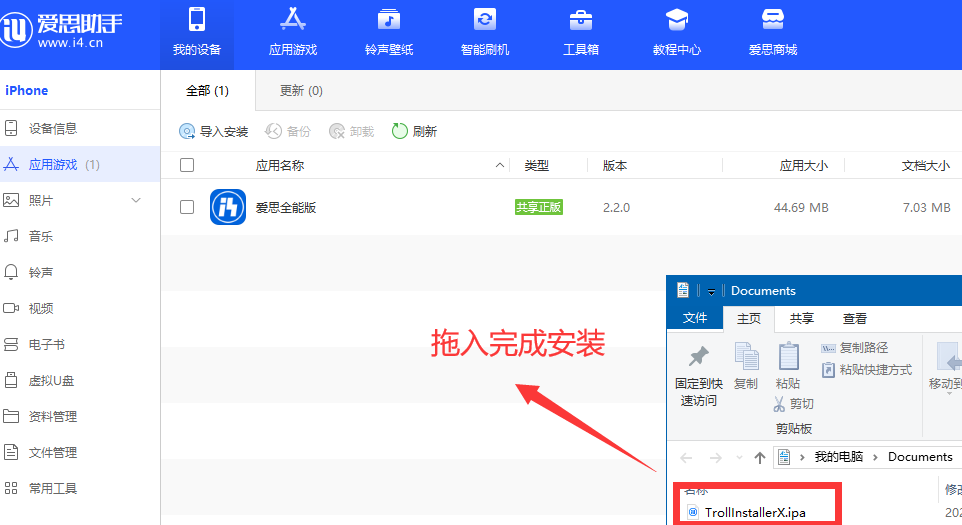 爱思助手
www.i4.cn
我的设备
应用游戏
铃声壁纸
智能刷机
工具箱
教程中心
爱思商城
iPhone
设备信息
应用游戏 (1)
照片
音乐
铃声
视频
电子书
虚拟U盘
资料管理
文件管理
常用工具
全部 (1)
更新 (0)
导入安装
备份
卸载
刷新
应用名称
类型
版本
应用大小
文档大小
爱思全能版
共享正版
2.2.0
44.69 MB
7.03 MB
拖入完成安装
Documents
文件
主页
共享
查看
固定到快
速访问
复制
粘贴
复制路径
粘贴快捷方式
剪切
移动到
剪贴板
我的电脑
Documents
名称
TrollInstallerX.ipa